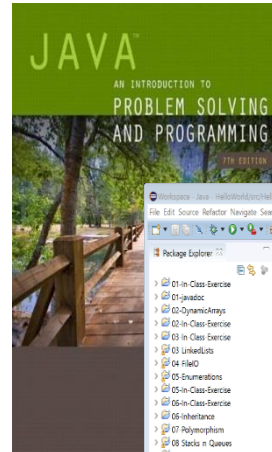 JAVA™
AN INTRODUCTION TO
PROBLEM SOLVING
AND PROGRAMMING
7TH EDITION
Workspace - Java - HelloWorld/src/Hel
File Edit Source Refactor Navigate Sear
Package Explorer
01-In-Class-Exercise
01-javadoc
02-DynamicArrays
02-In-Class-Exercise
03 In Class Exercise
03 LinkedLists
04 FileIO
05-Enumerations
05-In-Class-Exercise
06-In-Class-Exercise
06-Inheritance
07 Polymorphism
08 Stacks n Queues